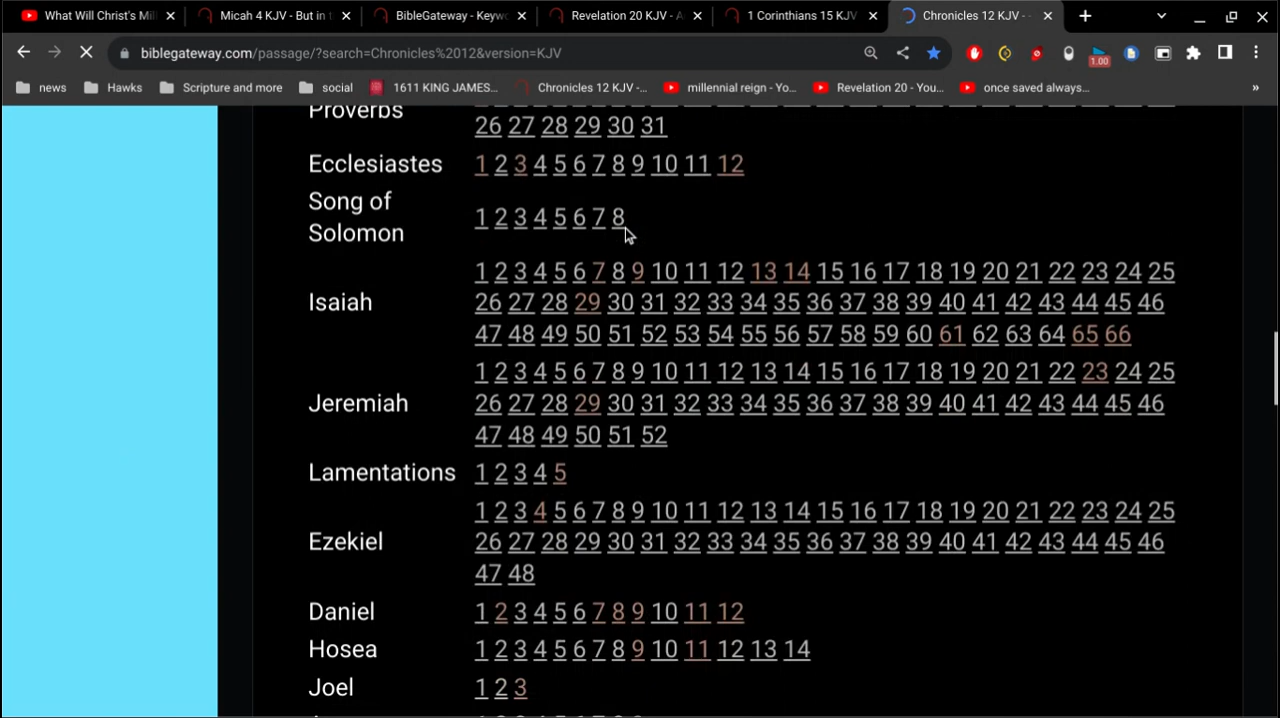 What Will Christ's Mil
Micah 4 KJV - But in t
BibleGateway - Keywo
Revelation 20 KJV - A
1 Corinthians 15 KJV
Chronicles 12 KJV -
biblegateway.com/passage/?search=Chronicles%2012&version=KJV
1.00
news Hawks Scripture and more social 1611 KING JAMES... Chronicles 12 KJV -... millennial reign - Yo... Revelation 20 - You... once saved always... »
Proverbs
26 27 28 29 30 31
Ecclesiastes 1 2 3 4 5 6 7 8 9 10 11 12
Song of
Solomon
1 2 3 4 5 6 7 8
1 2 3 4 5 6 7 8 9 10 11 12 13 14 15 16 17 18 19 20 21 22 23 24 25
Isaiah 26 27 28 29 30 31 32 33 34 35 36 37 38 39 40 41 42 43 44 45 46
47 48 49 50 51 52 53 54 55 56 57 58 59 60 61 62 63 64 65 66
1 2 3 4 5 6 7 8 9 10 11 12 13 14 15 16 17 18 19 20 21 22 23 24 25
Jeremiah 26 27 28 29 30 31 32 33 34 35 36 37 38 39 40 41 42 43 44 45 46
47 48 49 50 51 52
Lamentations 1 2 3 4 5
1 2 3 4 5 6 7 8 9 10 11 12 13 14 15 16 17 18 19 20 21 22 23 24 25
Ezekiel 26 27 28 29 30 31 32 33 34 35 36 37 38 39 40 41 42 43 44 45 46
47 48
Daniel 1 2 3 4 5 6 7 8 9 10 11 12
Hosea 1 2 3 4 5 6 7 8 9 10 11 12 13 14
Joel 1 2 3